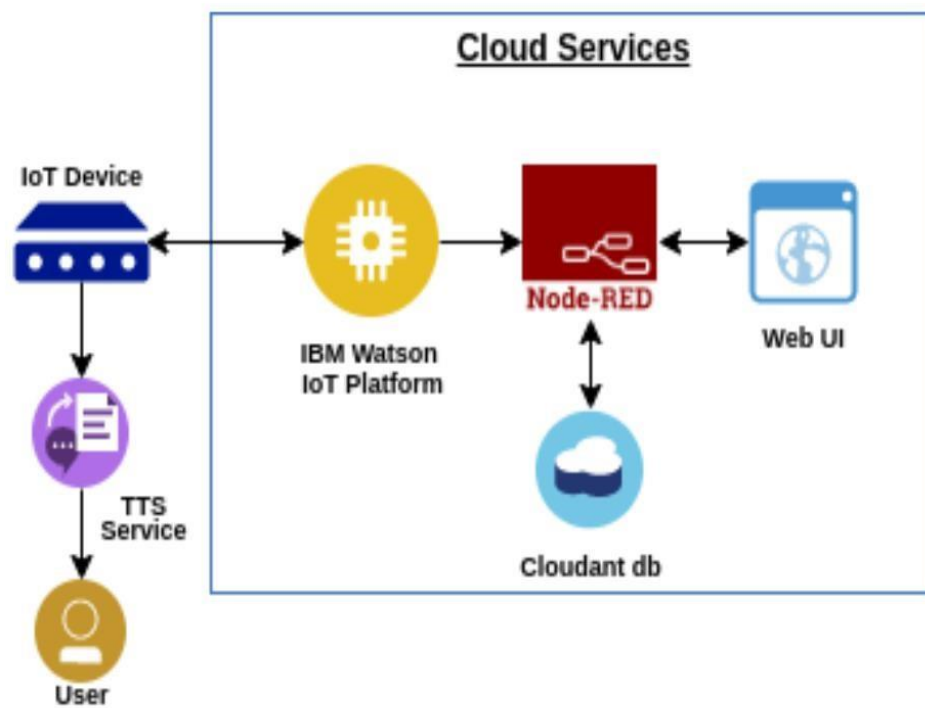 Cloud Services
IoT Device
Node-RED
Web UI
IBM Watson
IoT Platform
TTS
Service
Cloudant db
User